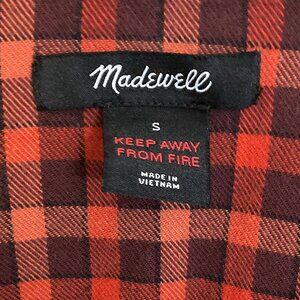 Madewell
S
KEEP AWAY
FROM FIRE
MADE IN
VIETNAM